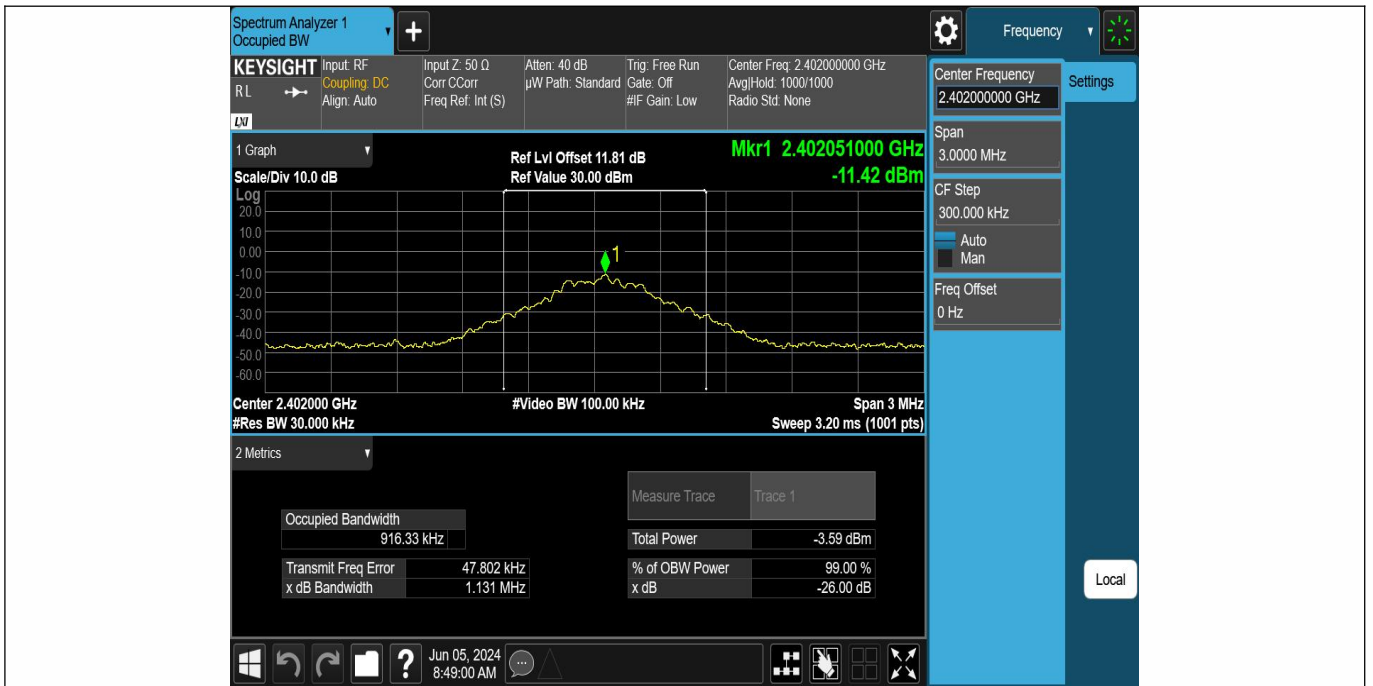 Spectrum Analyzer 1
Occupied BW
Frequency
KEYSIGHT
RL
LXI
Input: RF
Coupling: DC
Align: Auto
Input Z: 50 Ω
Corr CCorr
Freq Ref: Int (S)
Atten: 40 dB
µW Path: Standard
Trig: Free Run
Gate: Off
#IF Gain: Low
Center Freq: 2.402000000 GHz
Avg|Hold: 1000/1000
Radio Std: None
Center Frequency
2.402000000 GHz
Settings
Span
3.0000 MHz
CF Step
300.000 kHz
Auto
Man
Freq Offset
0 Hz
Local
1 Graph
Scale/Div 10.0 dB
Ref Lvl Offset 11.81 dB
Ref Value 30.00 dBm
Mkr1 2.402051000 GHz
-11.42 dBm
Log
20.0
10.0
0.00
-10.0
-20.0
-30.0
-40.0
-50.0
-60.0
1
Center 2.402000 GHz
#Video BW 100.00 kHz
Span 3 MHz
#Res BW 30.000 kHz
Sweep 3.20 ms (1001 pts)
2 Metrics
Measure Trace
Trace 1
Occupied Bandwidth
916.33 kHz
Total Power
-3.59 dBm
Transmit Freq Error
47.802 kHz
% of OBW Power
99.00 %
x dB Bandwidth
1.131 MHz
x dB
-26.00 dB
?
Jun 05, 2024
8:49:00 AM